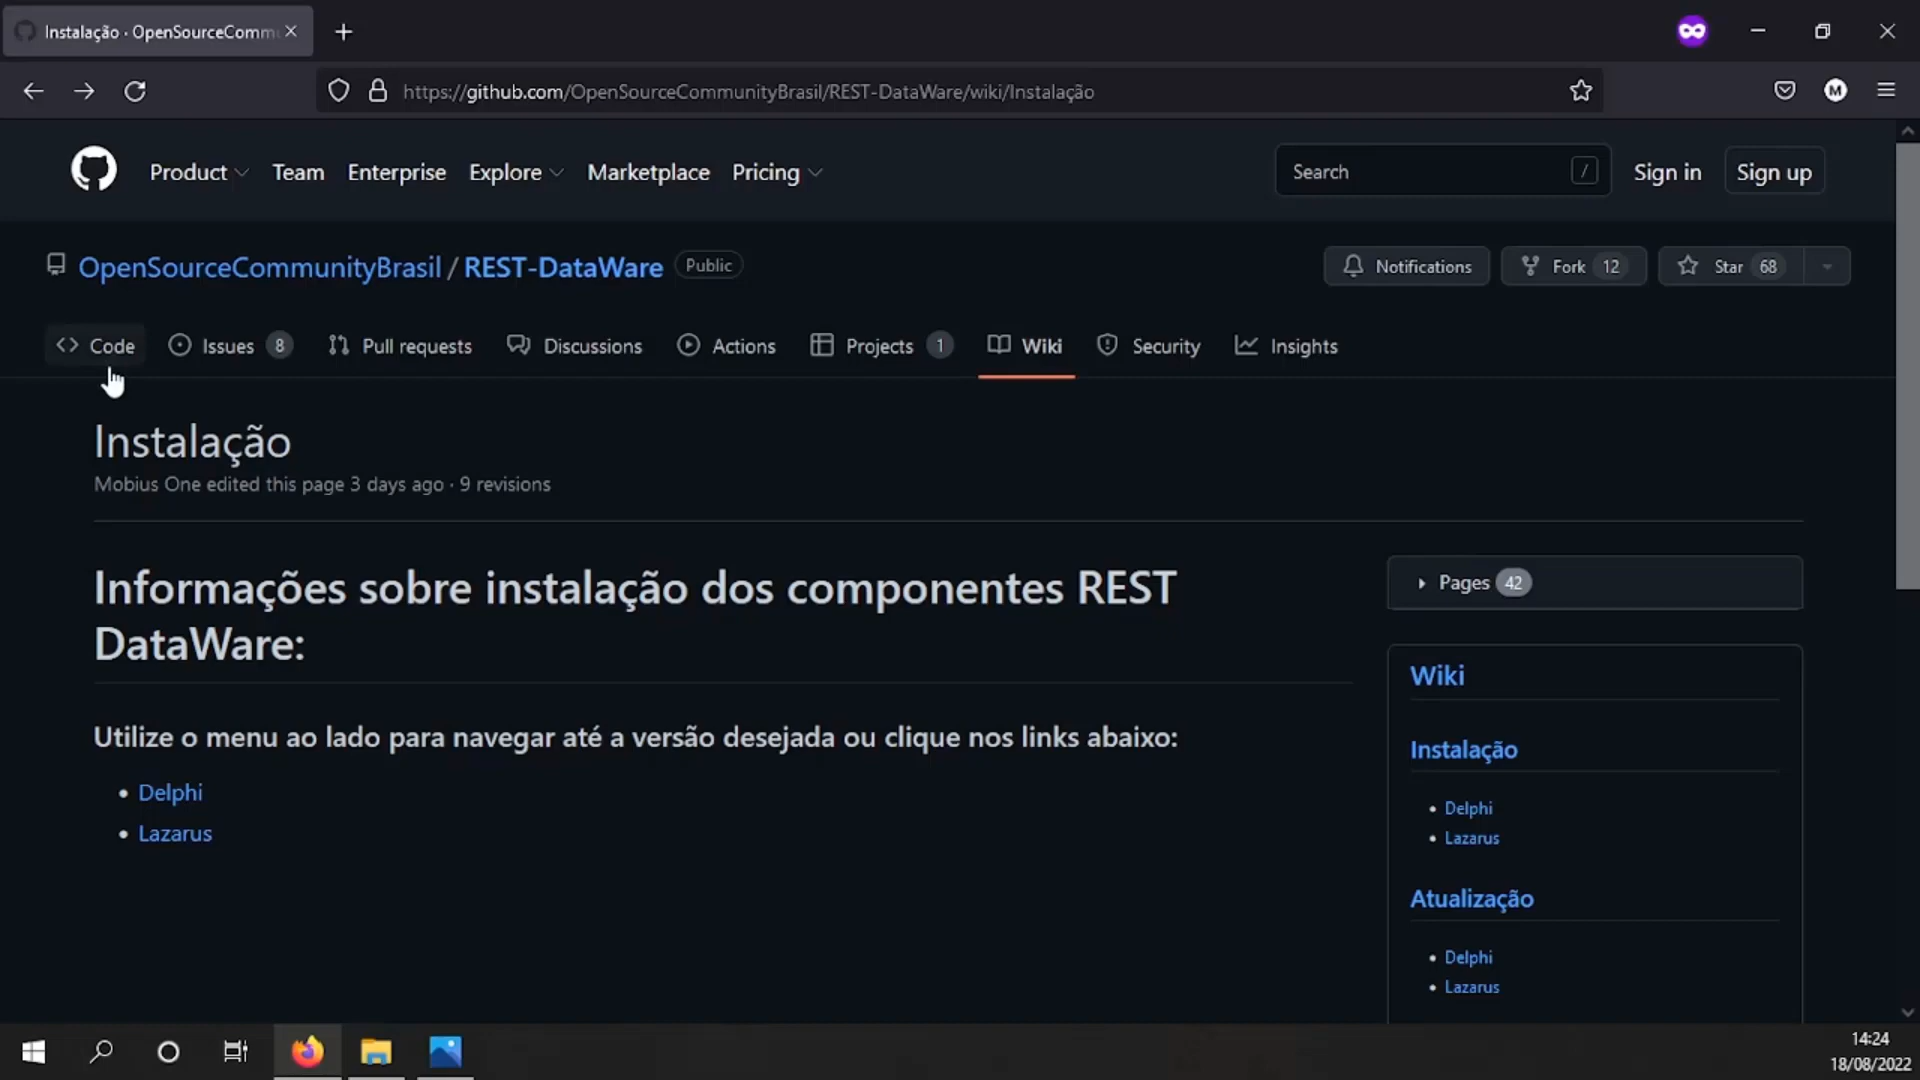 Instalação · OpenSourceComm
https://github.com/OpenSourceCommunityBrasil/REST-DataWare/wiki/Instalação
M
Product
Team
Enterprise
Explore
Marketplace
Pricing
Search /
Sign in
Sign up
OpenSourceCommunityBrasil / REST-DataWare Public
Notifications
Fork 12
Star 68
Code
Issues 8
Pull requests
Discussions
Actions
Projects 1
Wiki
Security
Insights
Instalação
Mobius One edited this page 3 days ago · 9 revisions
Informações sobre instalação dos componentes REST
DataWare:
Utilize o menu ao lado para navegar até a versão desejada ou clique nos links abaixo:
• Delphi
• Lazarus
Pages 42
Wiki
Instalação
• Delphi
• Lazarus
Atualização
• Delphi
• Lazarus
14:24
18/08/2022